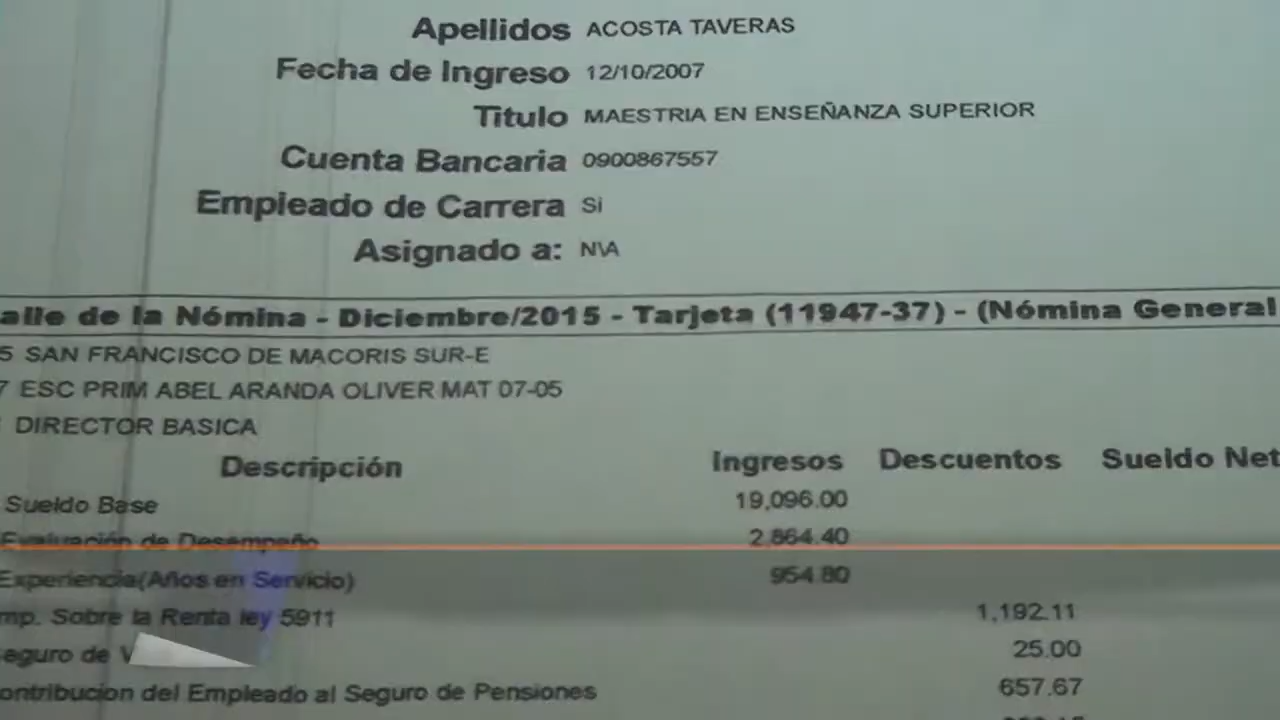 Apellidos ACOSTA TAVERAS
Fecha de Ingreso 12/10/2007
Titulo MAESTRIA EN ENSEÑANZA SUPERIOR
Cuenta Bancaria 0900867557
Empleado de Carrera Si
Asignado a: N\A
alle de la Nómina - Diciembre/2015 - Tarjeta (11947-37) - (Nómina General
5 SAN FRANCISCO DE MACORIS SUR-E
7 ESC PRIM ABEL ARANDA OLIVER MAT 07-05
DIRECTOR BASICA
Descripción Ingresos Descuentos Sueldo Net
Sueldo Base 19,096.00
Evaluación de Desempeño 2,864.40
Experiencia(Años en Servicio) 954.80
mp. Sobre la Renta ley 5911 1,192.11
eguro de 25.00
ontribucion del Empleado al Seguro de Pensiones 657.67